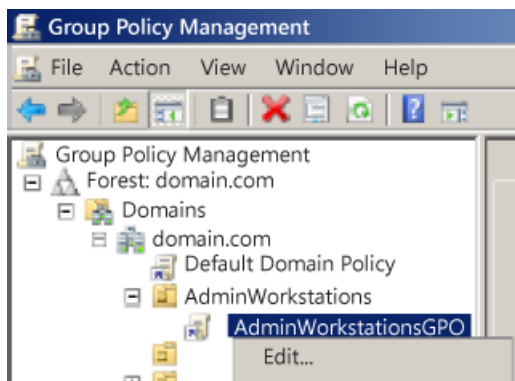 Group Policy Management
File Action View Window Help
Group Policy Management
Forest: domain.com
Domains
domain.com
Default Domain Policy
AdminWorkstations
AdminWorkstationsGPO
Edit...